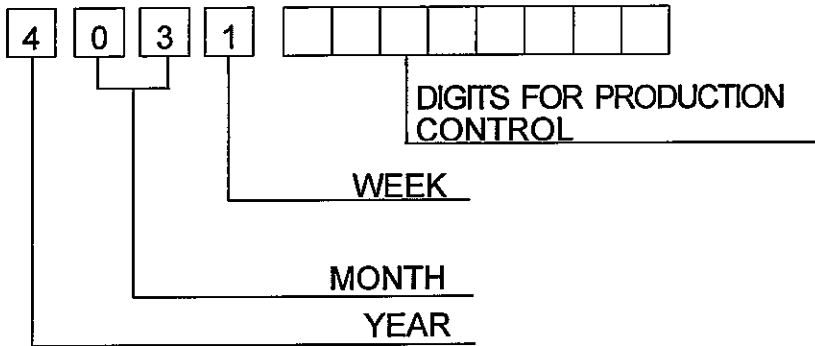 4 0 3 1
DIGITS FOR PRODUCTION
CONTROL
WEEK
MONTH
YEAR